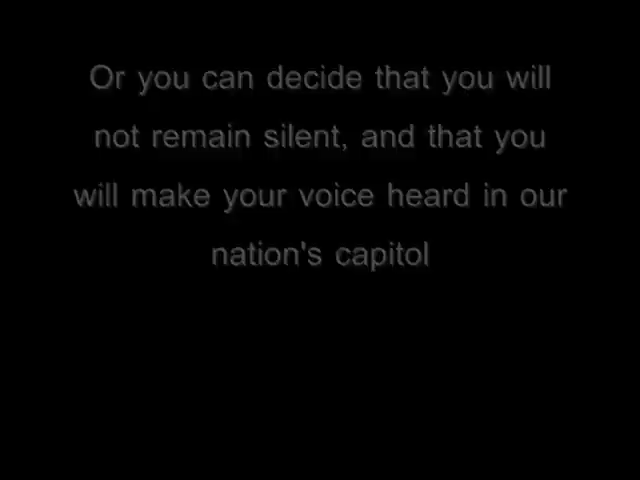 Or you can decide that you will
not remain silent, and that you
will make your voice heard in our
nation's capitol